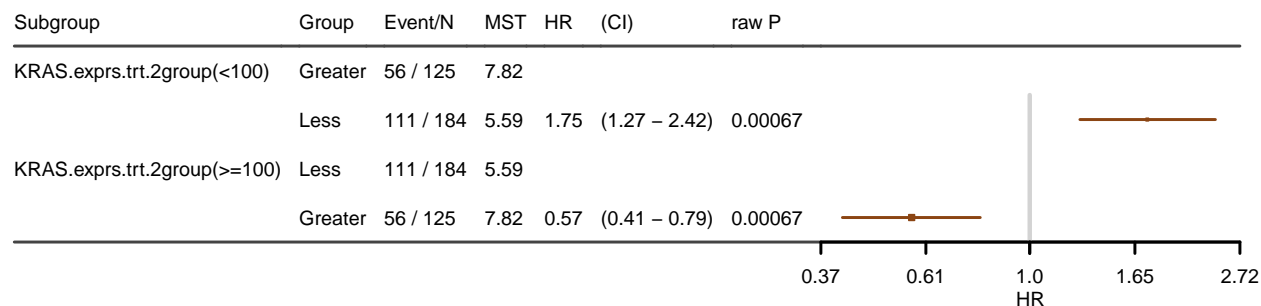 Subgroup Group Event/N MST HR (CI) raw P
KRAS.exprs.trt.2group(<100) Greater 56 / 125 7.82
Less 111 / 184 5.59 1.75 (1.27 − 2.42) 0.00067
KRAS.exprs.trt.2group(>=100) Less 111 / 184 5.59
Greater 56 / 125 7.82 0.57 (0.41 − 0.79) 0.00067
0.37 0.61 1.0 1.65 2.72
HR